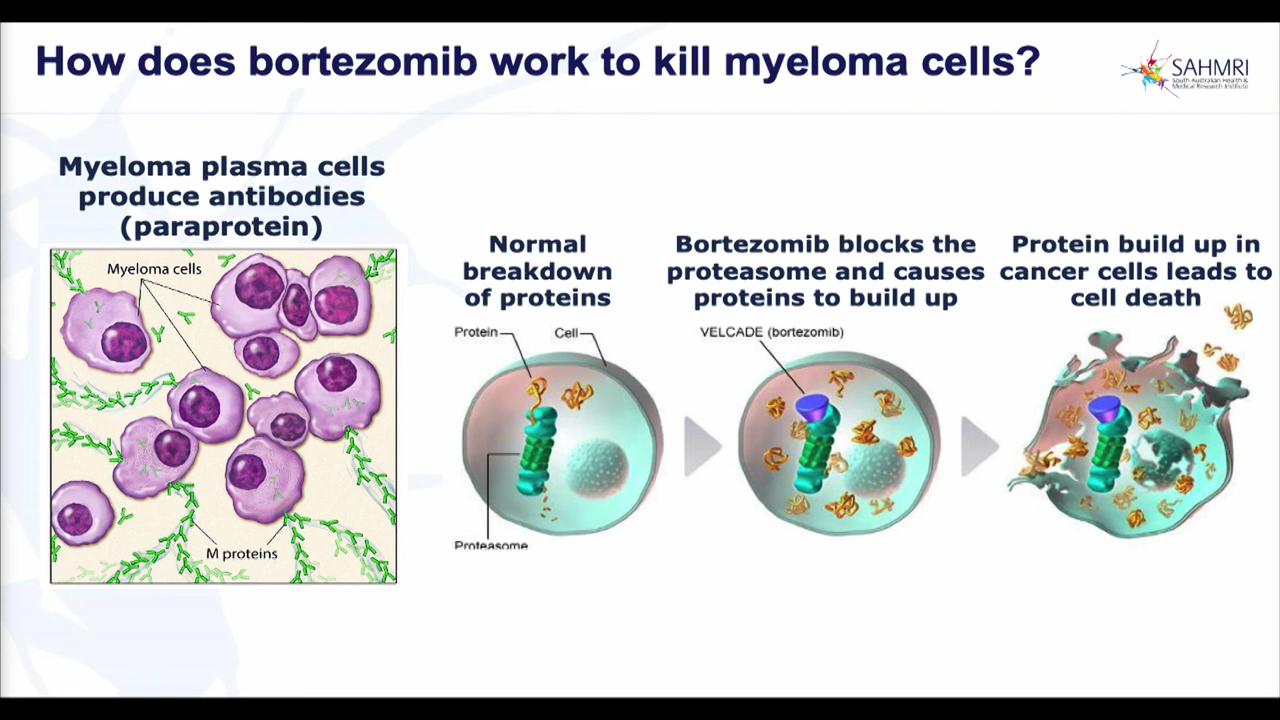 How does bortezomib work to kill myeloma cells?
SAHMRI
South Australian Health &
Medical Research Institute
Myeloma plasma cells
produce antibodies
(paraprotein)
Myeloma cells
M proteins
Normal
breakdown
of proteins
Protein
Cell
Proteasome
Bortezomib blocks the
proteasome and causes
proteins to build up
VELCADE (bortezomib)
Protein build up in
cancer cells leads to
cell death